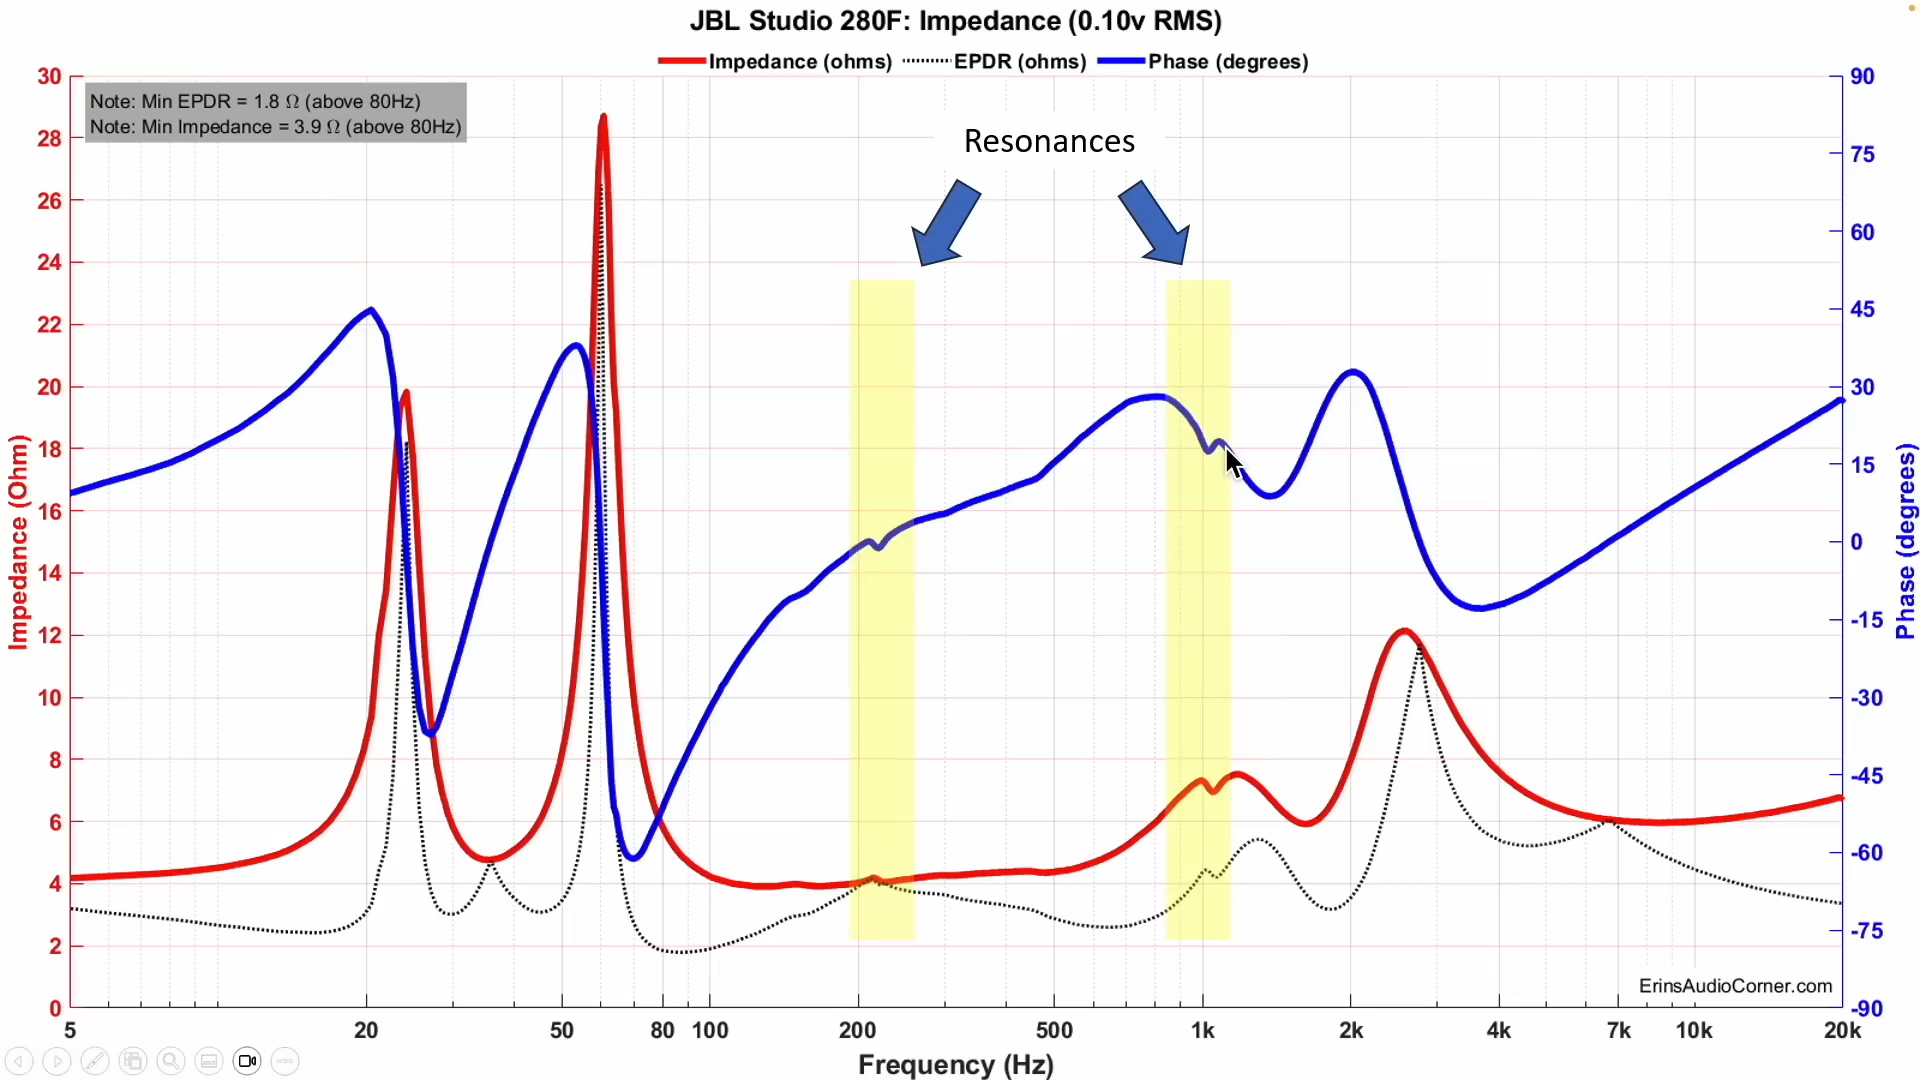 JBL Studio 280F: Impedance (0.10v RMS)
Impedance (ohms) EPDR (ohms) Phase (degrees)
Note: Min EPDR = 1.8 Ω (above 80Hz)
Note: Min Impedance = 3.9 Ω (above 80Hz)
Resonances
30
28
26
24
22
20
18
16
14
12
10
8
6
4
2
0
Impedance (Ohm)
90
75
60
45
30
15
0
-15
-30
-45
-60
-75
-90
Phase (degrees)
ErinsAudioCorner.com
5 20 50 80 100 200 500 1k 2k 4k 7k 10k 20k
Frequency (Hz)